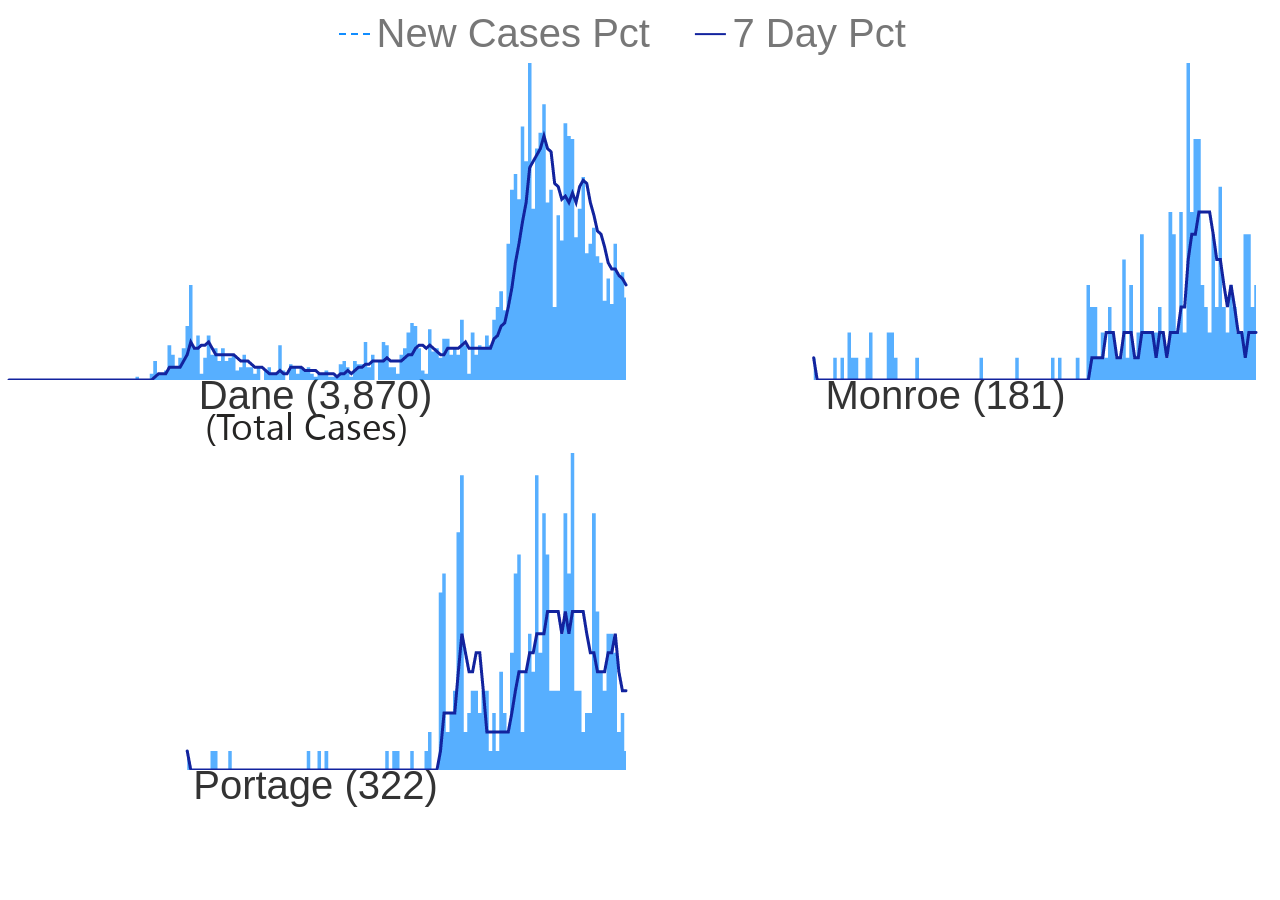 New Cases Pct 7 Day Pct
Dane (3,870)
(Total Cases)
Monroe (181)
Portage (322)